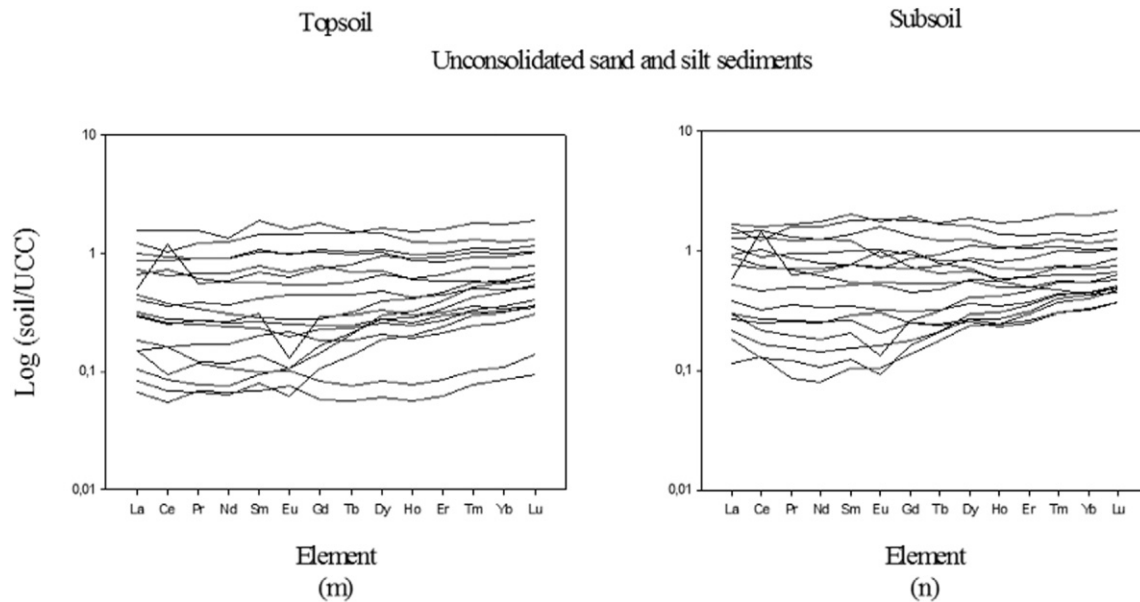 Topsoil
Subsoil
Unconsolidated sand and silt sediments
Log (soil/UCC)
10
1
0,1
0,01
La Ce Pr Nd Sm Eu Gd Tb Dy Ho Er Tm Yb Lu
Element
(m)
10
1
0,1
0,01
La Ce Pr Nd Sm Eu Gd Tb Dy Ho Er Tm Yb Lu
Element
(n)